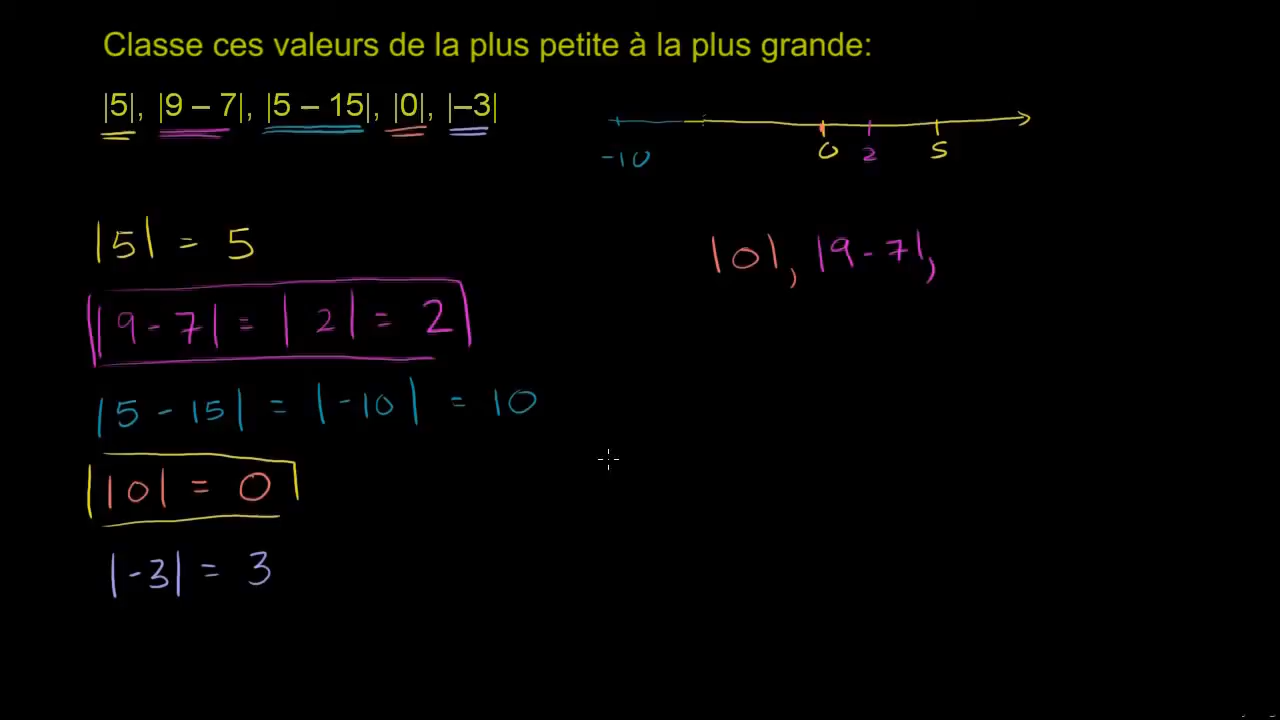 Classe ces valeurs de la plus petite à la plus grande:
|5|, |9 – 7|, |5 – 15|, |0|, |–3|
-10 0 2 5
|5| = 5
|0|, |9-7|,
|9-7| = |2| = 2
|5-15| = |-10| = 10
|0| = 0
|-3| = 3